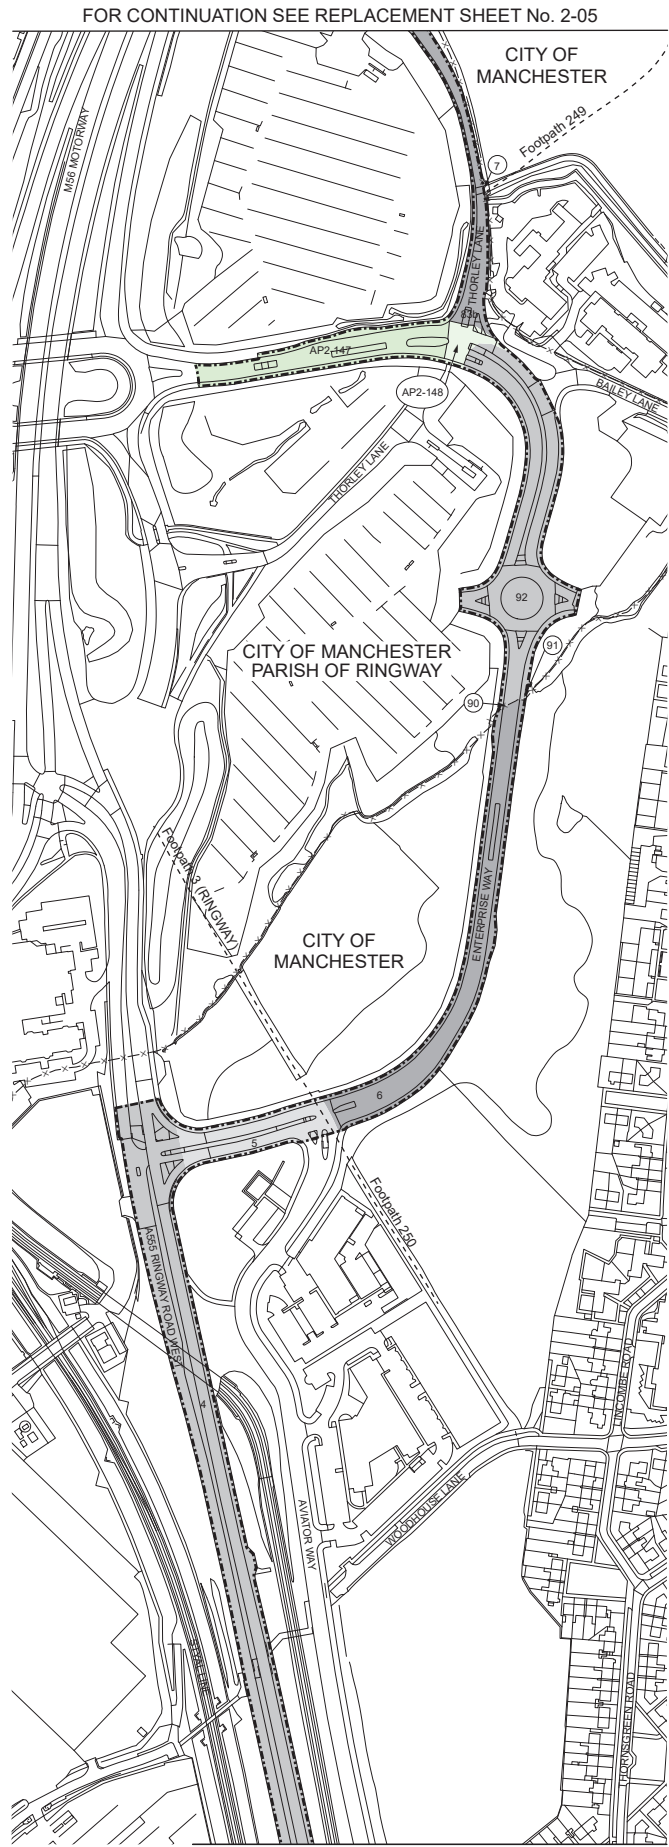 FOR CONTINUATION SEE REPLACEMENT SHEET No. 2-05
CITY OF
MANCHESTER
M56 MOTORWAY
Footpath 249
7
THORLEY LANE
83b
AP2-147
AP2-148
BAILEY LANE
THORLEY LANE
92
CITY OF MANCHESTER
PARISH OF RINGWAY
91
90
Footpath 3 (RINGWAY)
ENTERPRISE WAY
CITY OF
MANCHESTER
6
5
Footpath 250
A555 RINGWAY ROAD WEST
4
LINCOMBE ROAD
AVIATOR WAY
WOODHOUSE LANE
STYAL LINE
THORNSGREEN ROAD